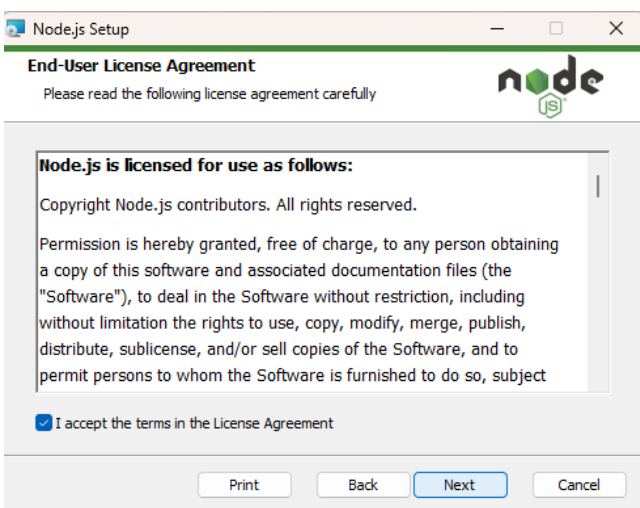 Node.js Setup
End-User License Agreement
Please read the following license agreement carefully
node
JS
Node.js is licensed for use as follows:
Copyright Node.js contributors. All rights reserved.
Permission is hereby granted, free of charge, to any person obtaining
a copy of this software and associated documentation files (the
"Software"), to deal in the Software without restriction, including
without limitation the rights to use, copy, modify, merge, publish,
distribute, sublicense, and/or sell copies of the Software, and to
permit persons to whom the Software is furnished to do so, subject
I accept the terms in the License Agreement
Print Back Next Cancel